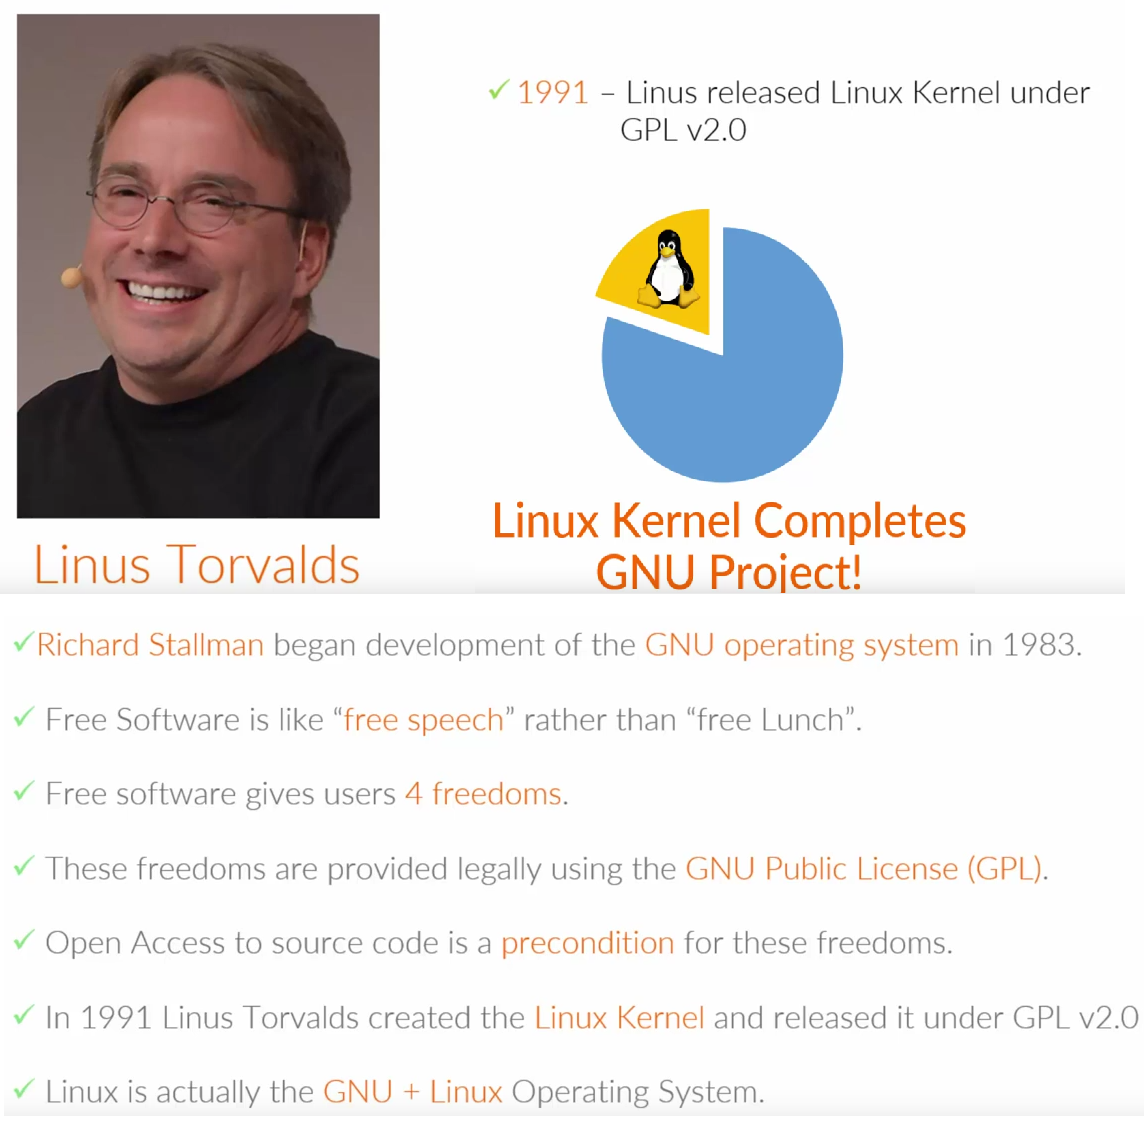 ✓ 1991 – Linus released Linux Kernel under
GPL v2.0
Linux Kernel Completes
GNU Project!
Linus Torvalds
✓Richard Stallman began development of the GNU operating system in 1983.
✓ Free Software is like “free speech” rather than “free Lunch”.
✓ Free software gives users 4 freedoms.
✓ These freedoms are provided legally using the GNU Public License (GPL).
✓ Open Access to source code is a precondition for these freedoms.
✓ In 1991 Linus Torvalds created the Linux Kernel and released it under GPL v2.0
✓ Linux is actually the GNU + Linux Operating System.